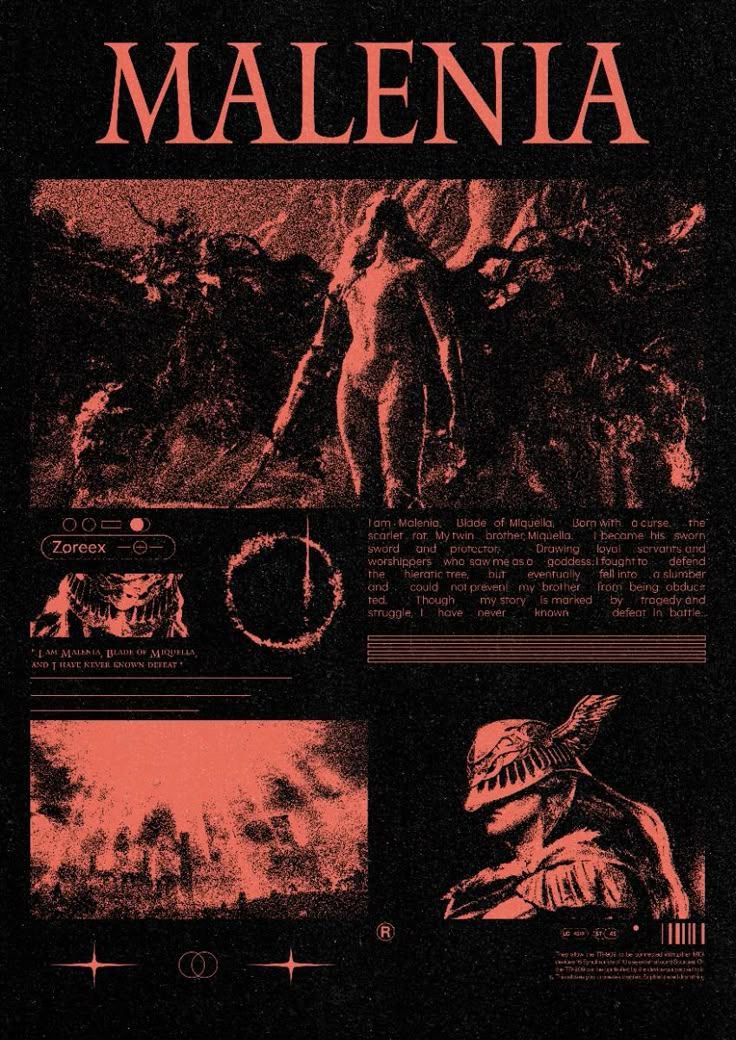 MALENIA
Zoreex
I am Malenia, Blade of Miquella, Born with a curse, the
scarlet rot. My twin brother, Miquella. I became his sworn
sword and protector. Drawing loyal servants and
worshippers who saw me as a goddess. I fought to defend
the hieratic tree, but eventually fell into a slumber
and could not prevent my brother from being abduc±
ted. Though my story is marked by tragedy and
struggle, I have never known defeat in battle..
" I AM MALENIA, BLADE OF MIQUELLA,
AND I HAVE NEVER KNOWN DEFEAT "
®